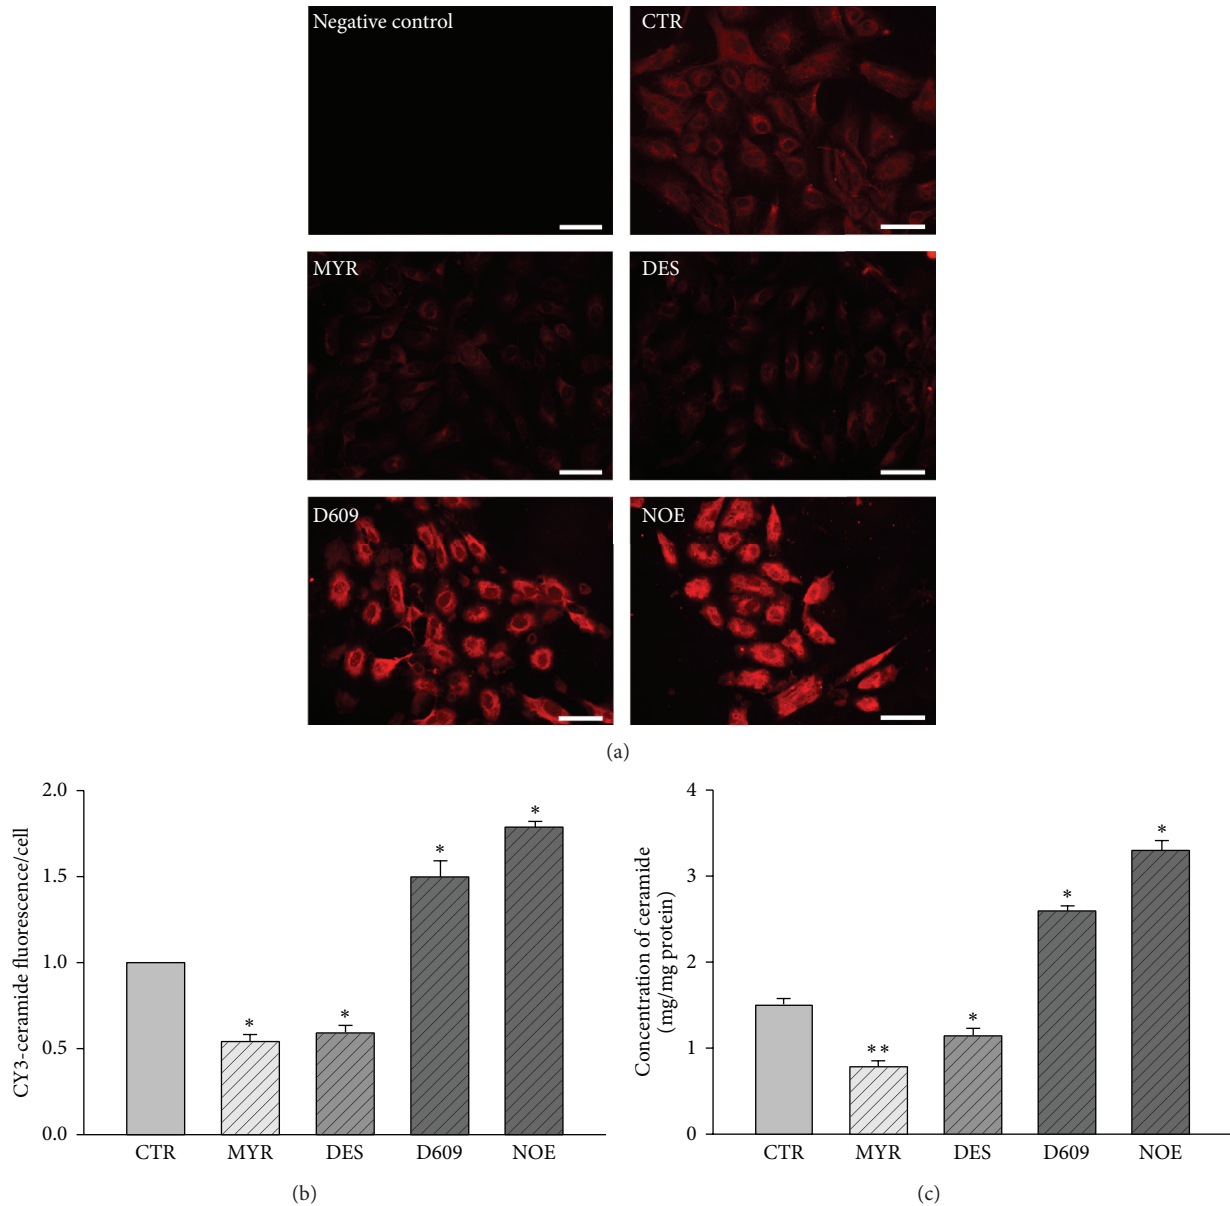 Negative control
CTR
MYR
DES
D609
NOE
(a)
CY3-ceramide fluorescence/cell
2.0
1.5
1.0
0.5
0.0
*
*
*
*
CTR MYR DES D609 NOE
(b)
Concentration of ceramide
(mg/mg protein)
4
3
2
1
0
**
*
*
*
CTR MYR DES D609 NOE
(c)